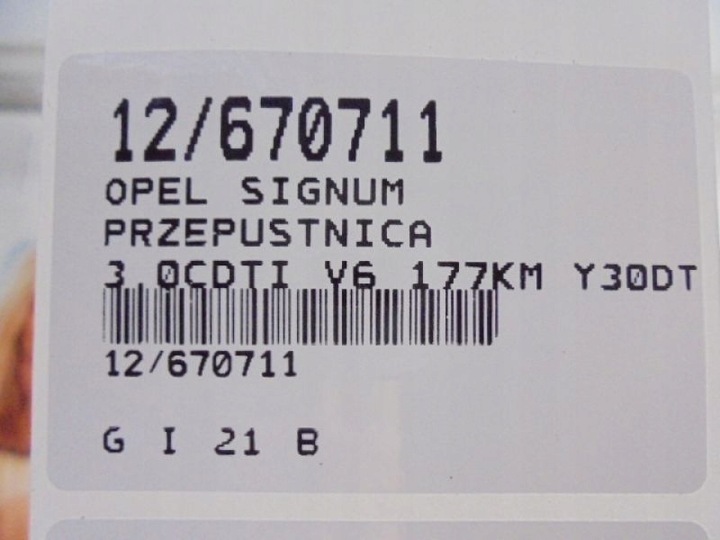 12/670711
OPEL SIGNUM
PRZEPUSTNICA
3.0CDTI V6 177KM Y30DT
12/670711
G I 21 B